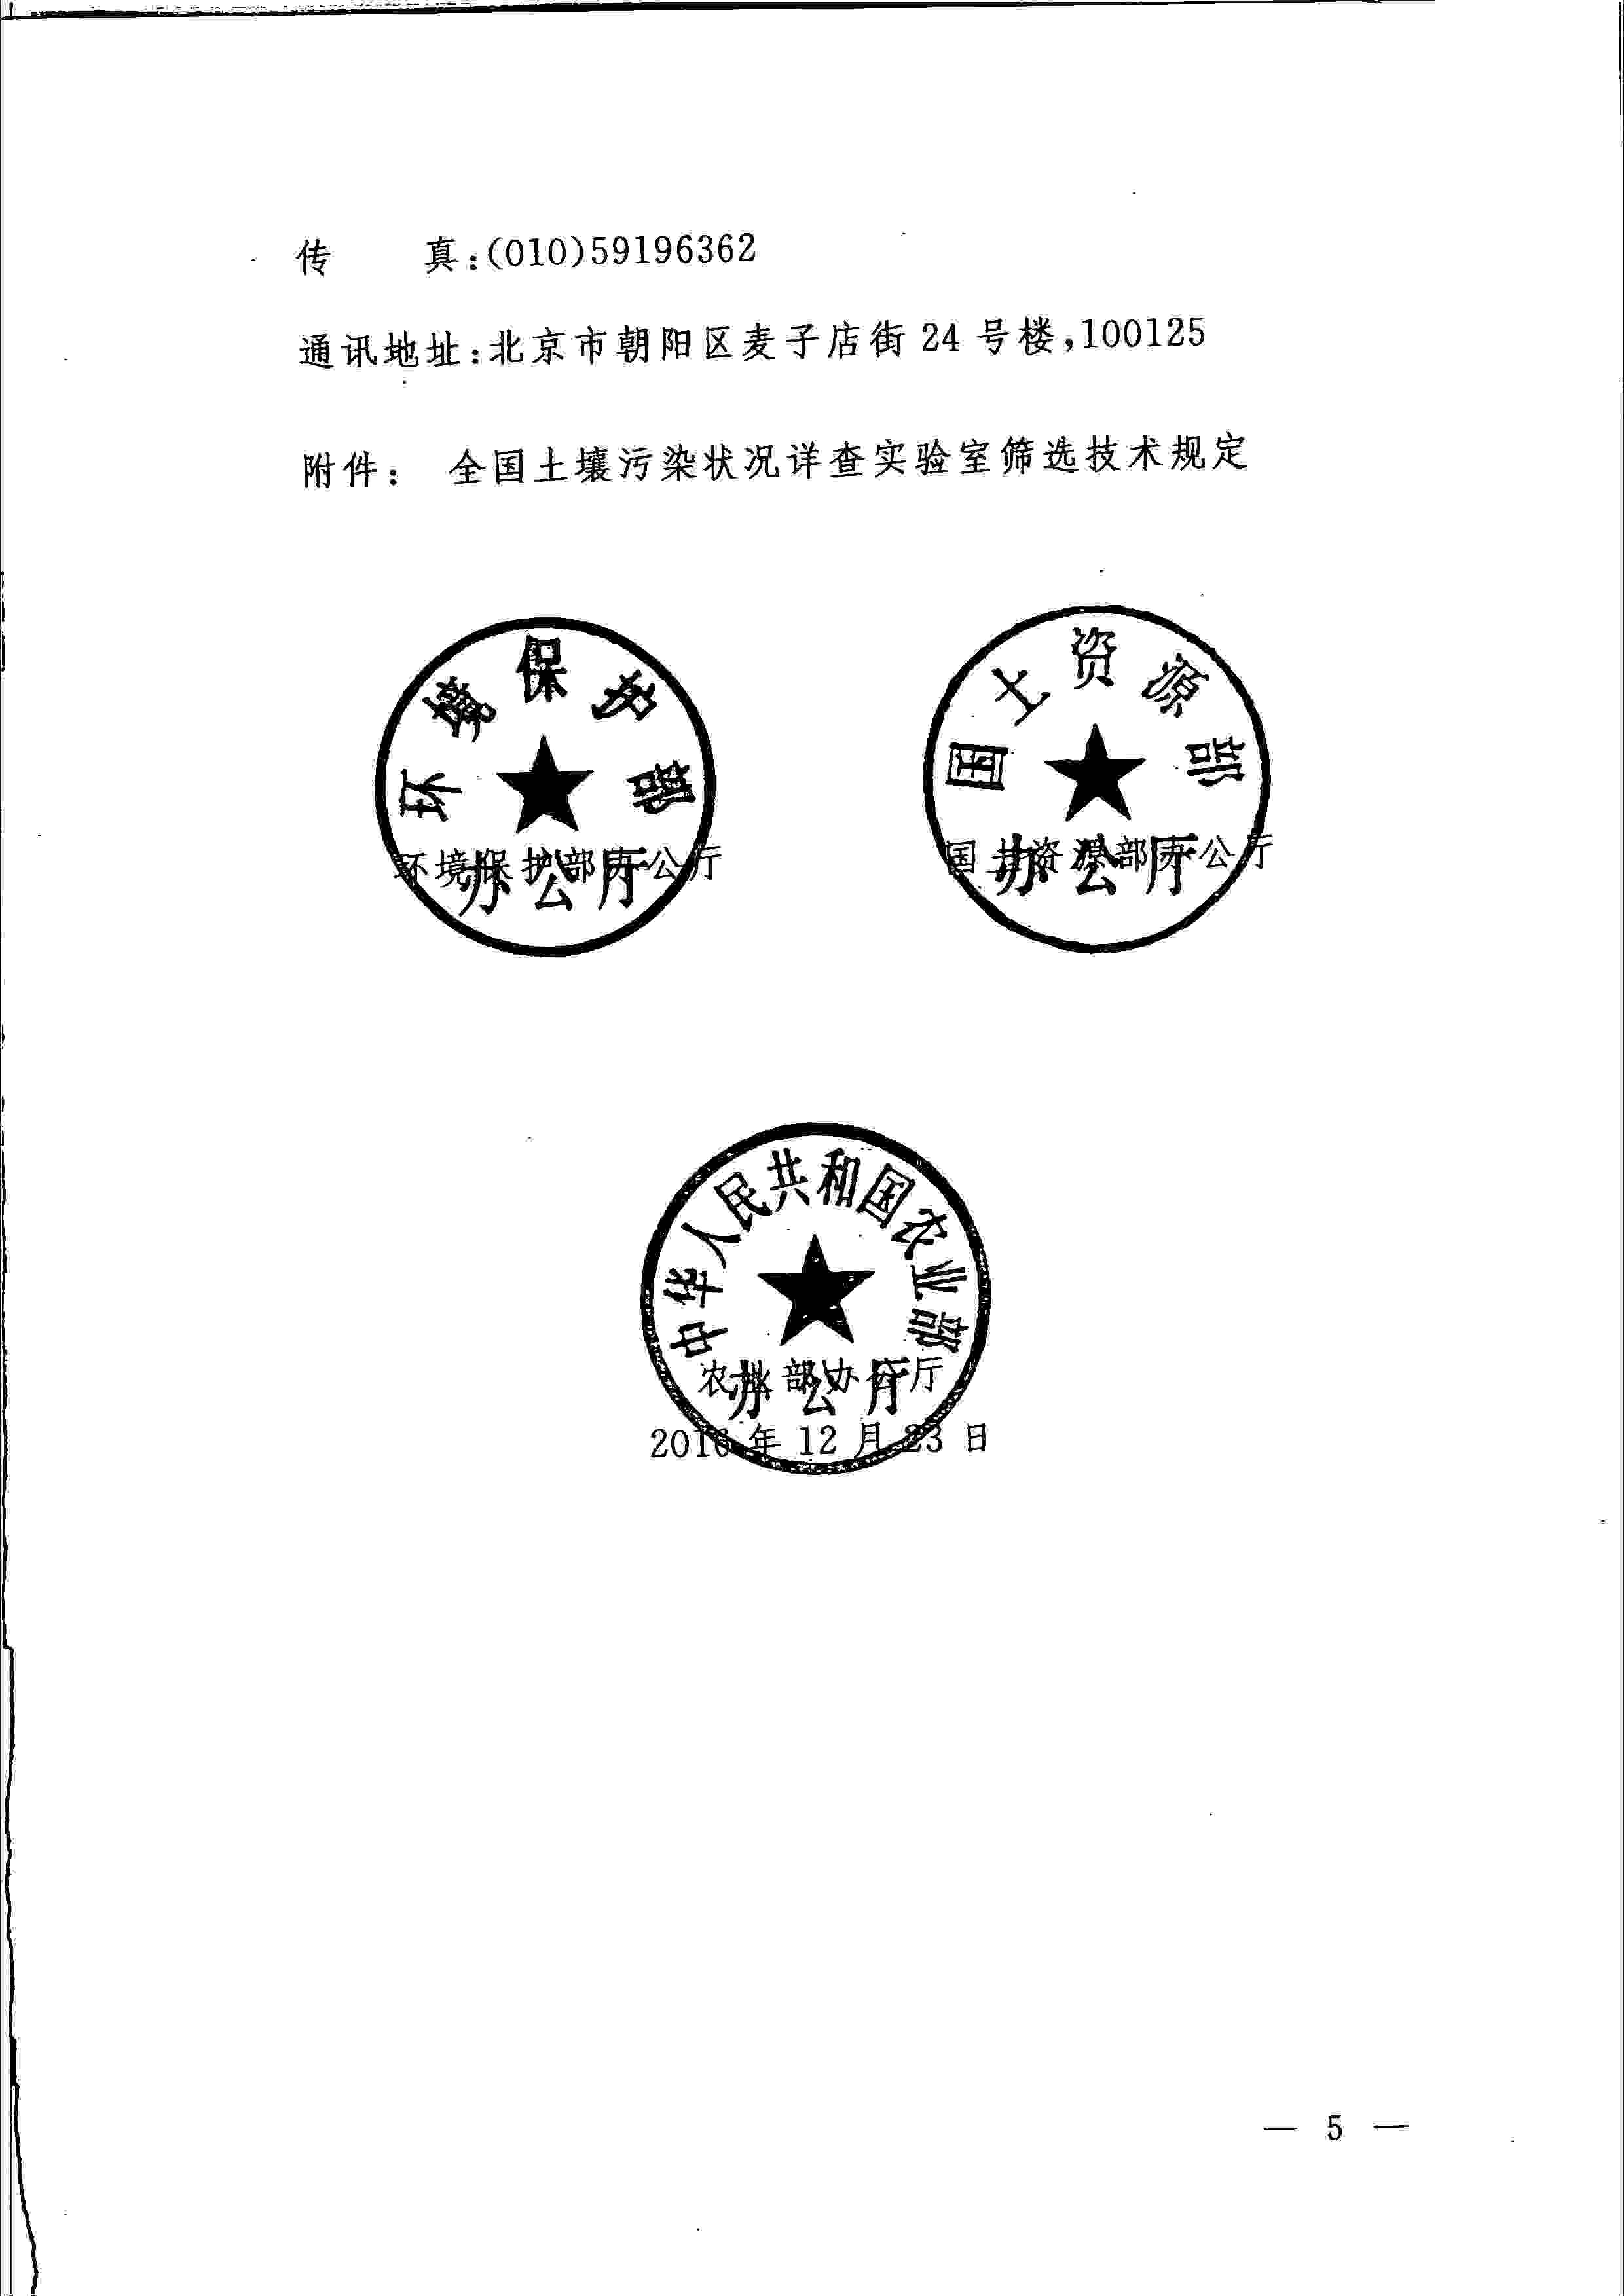 传 真:(010)59196362
通讯地址:北京市朝阳区麦子店街 24 号楼,100125
附件： 全国土壤污染状况详查实验室筛选技术规定
环境保护部
办公厅
环境保护部办公厅
国土资源部
办公厅
国土资源部办公厅
中华人民共和国农业部
办公厅
农业部办公厅
2016 年 12 月 23 日
— 5 —